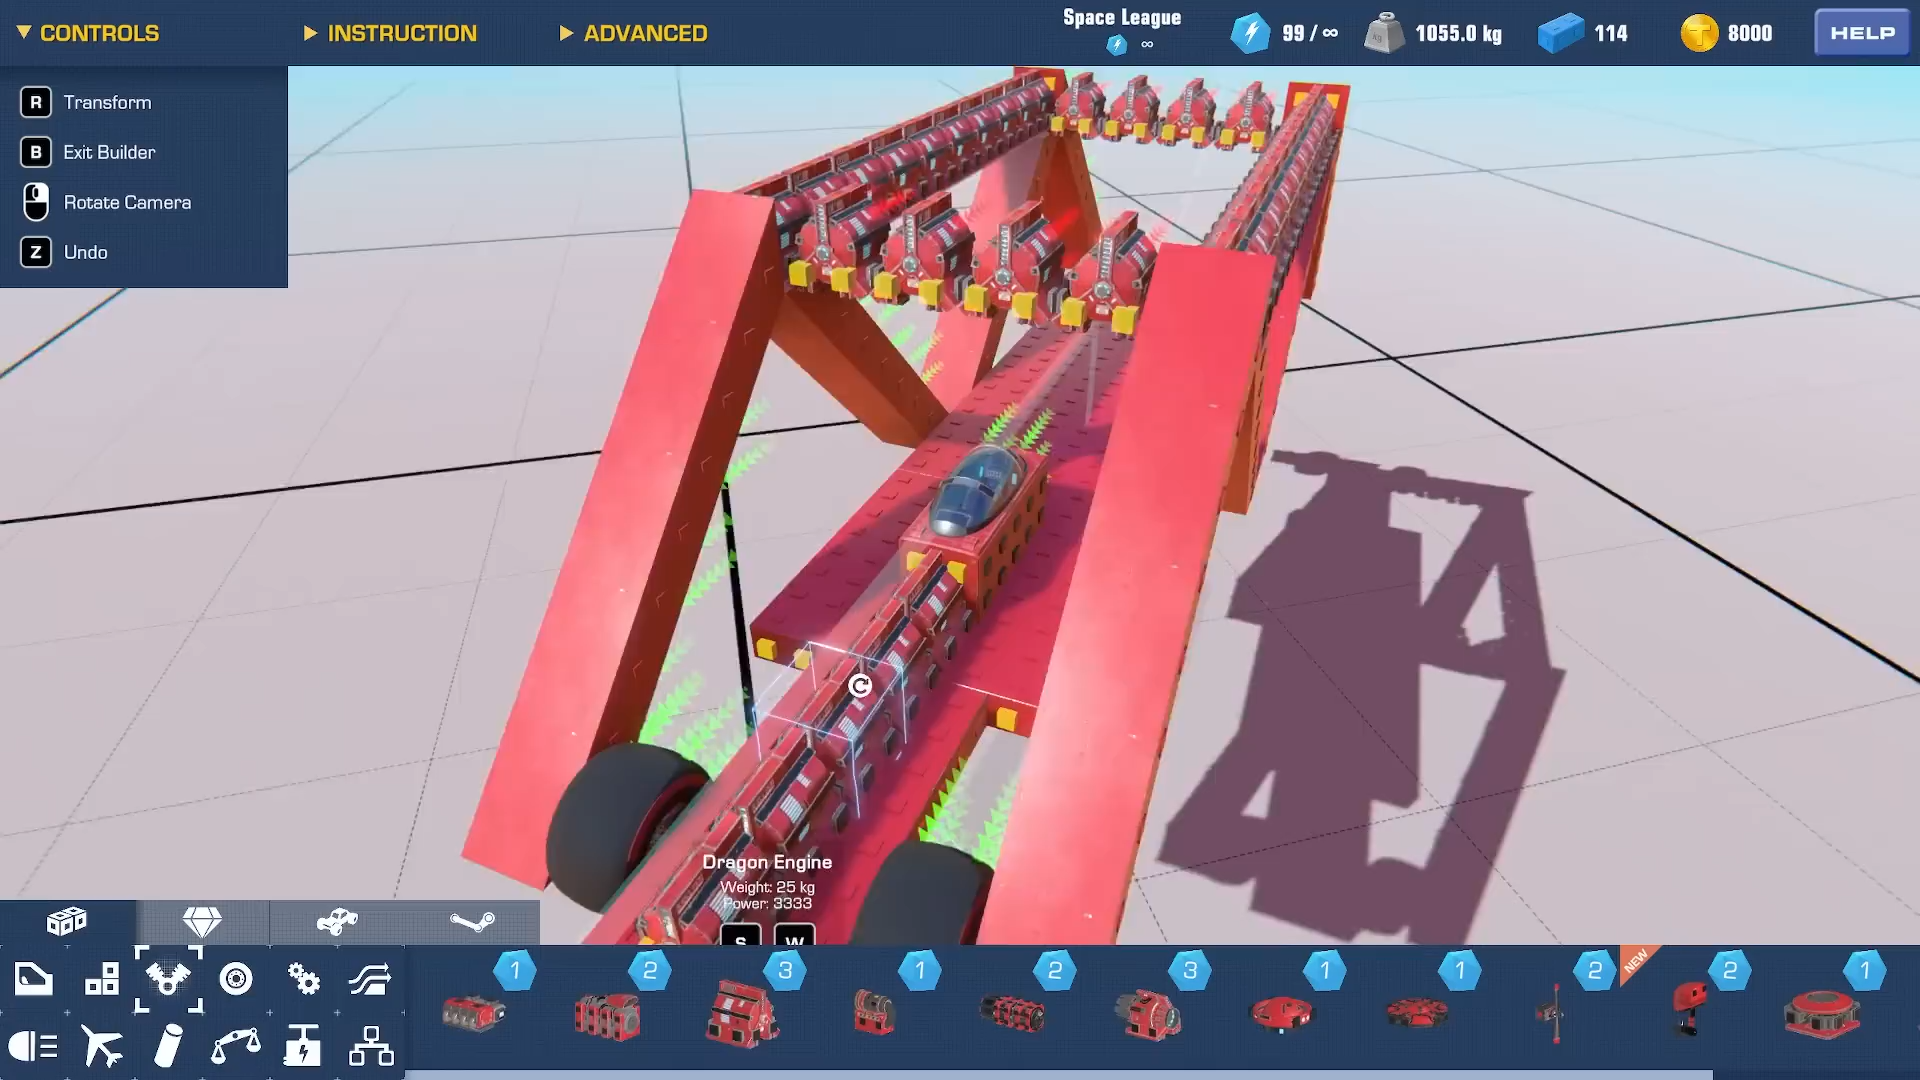 CONTROLS
INSTRUCTION
ADVANCED
Space League
∞
99 / ∞
1055.0 kg
114
8000
HELP
R Transform
B Exit Builder
Rotate Camera
Z Undo
Dragon Engine
Weight: 25 kg
Power: 3333
S W
1 2 3 1 2 3 1 1 2 NEW 2 1